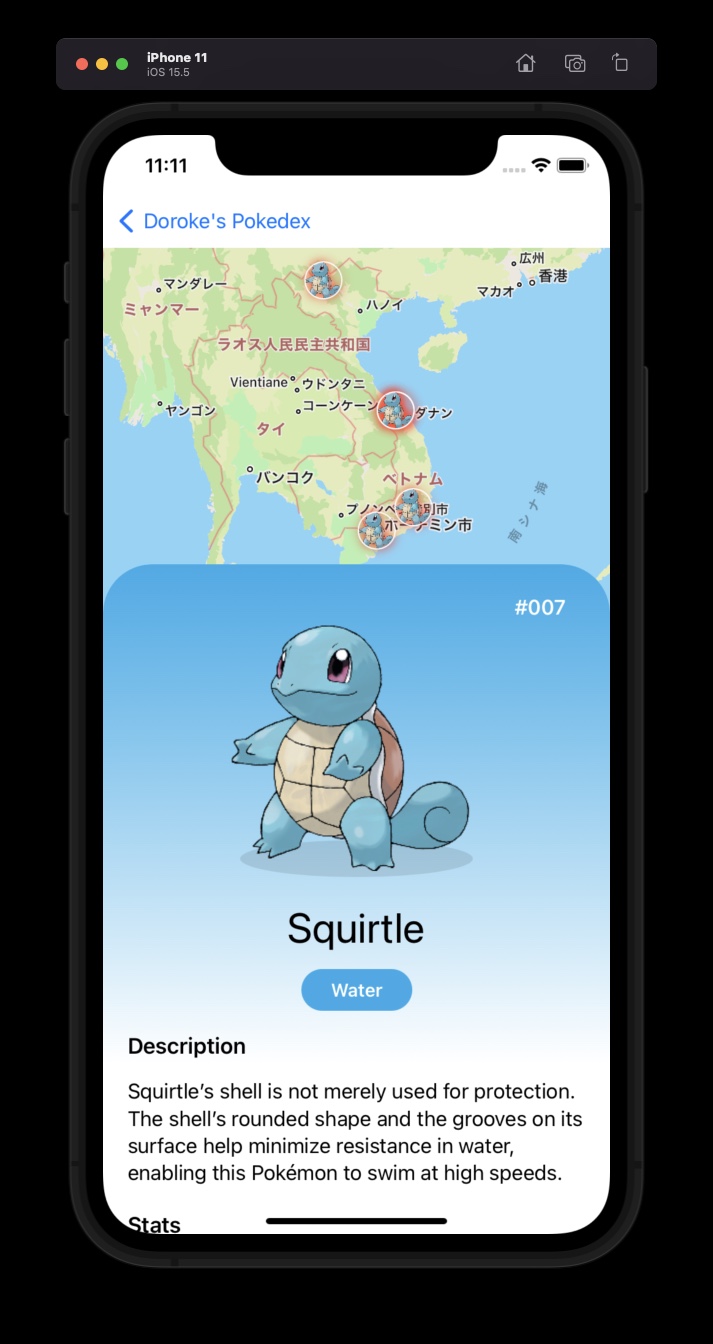 iPhone 11
iOS 15.5
11:11
Doroke's Pokedex
広州
マンダレー
香港
マカオ
ミャンマー
ハノイ
ラオス人民民主共和国
Vientiane
ウドンタニ
ヤンゴン
コーンケーン
ダナン
タイ
バンコク
ベトナム
プノンペ
別市
ホーチミン市
南シナ海
#007
Squirtle
Water
Description
Squirtle’s shell is not merely used for protection.
The shell’s rounded shape and the grooves on its
surface help minimize resistance in water,
enabling this Pokémon to swim at high speeds.
Stats